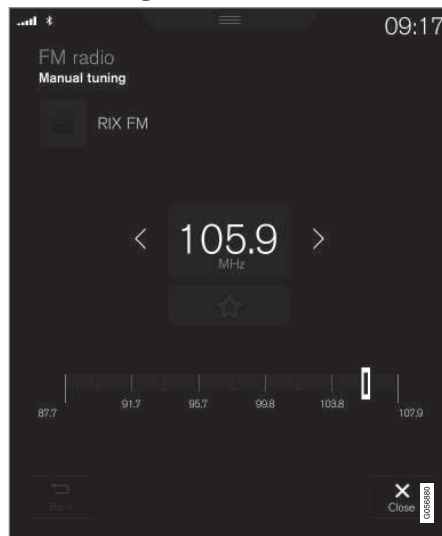 09:17
FM radio
Manual tuning
RIX FM
105.9
MHz
87.7 91.7 95.7 99.8 103.8 107.9
Back
Close
G056880